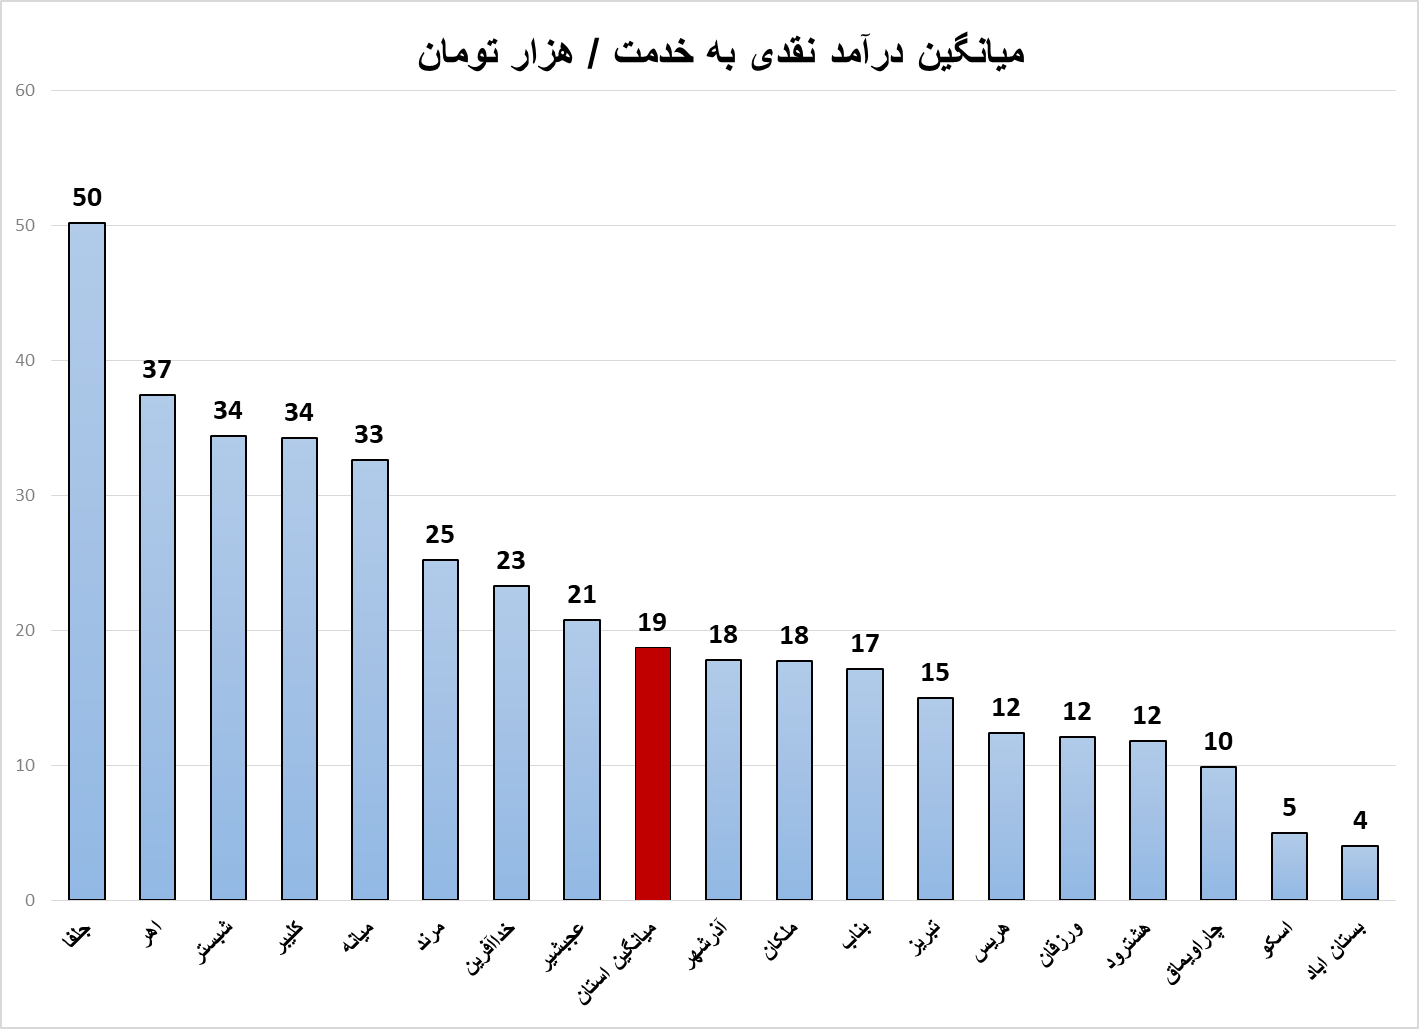 میانگین درآمد نقدی به خدمت / هزار تومان
60
50
40
30
20
10
0
50
37
34
34
33
25
23
21
19
18
18
17
15
12
12
12
10
5
4
جلفا
اهر
شبستر
کلیبر
میانه
مرند
خداآفرین
عجبشیر
میانگین استان
آذرشهر
ملکان
بناب
تبریز
هریس
ورزقان
هشترود
چاراویماق
اسکو
بستان اباد